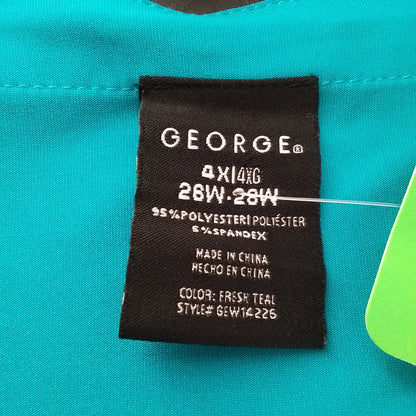 GEORGE®
4X|4XG
26W-28W
95%POLYESTER|POLIÉSTER
5%SPANDEX
MADE IN CHINA
HECHO EN CHINA
COLOR: FRESH TEAL
STYLE# GEW14226